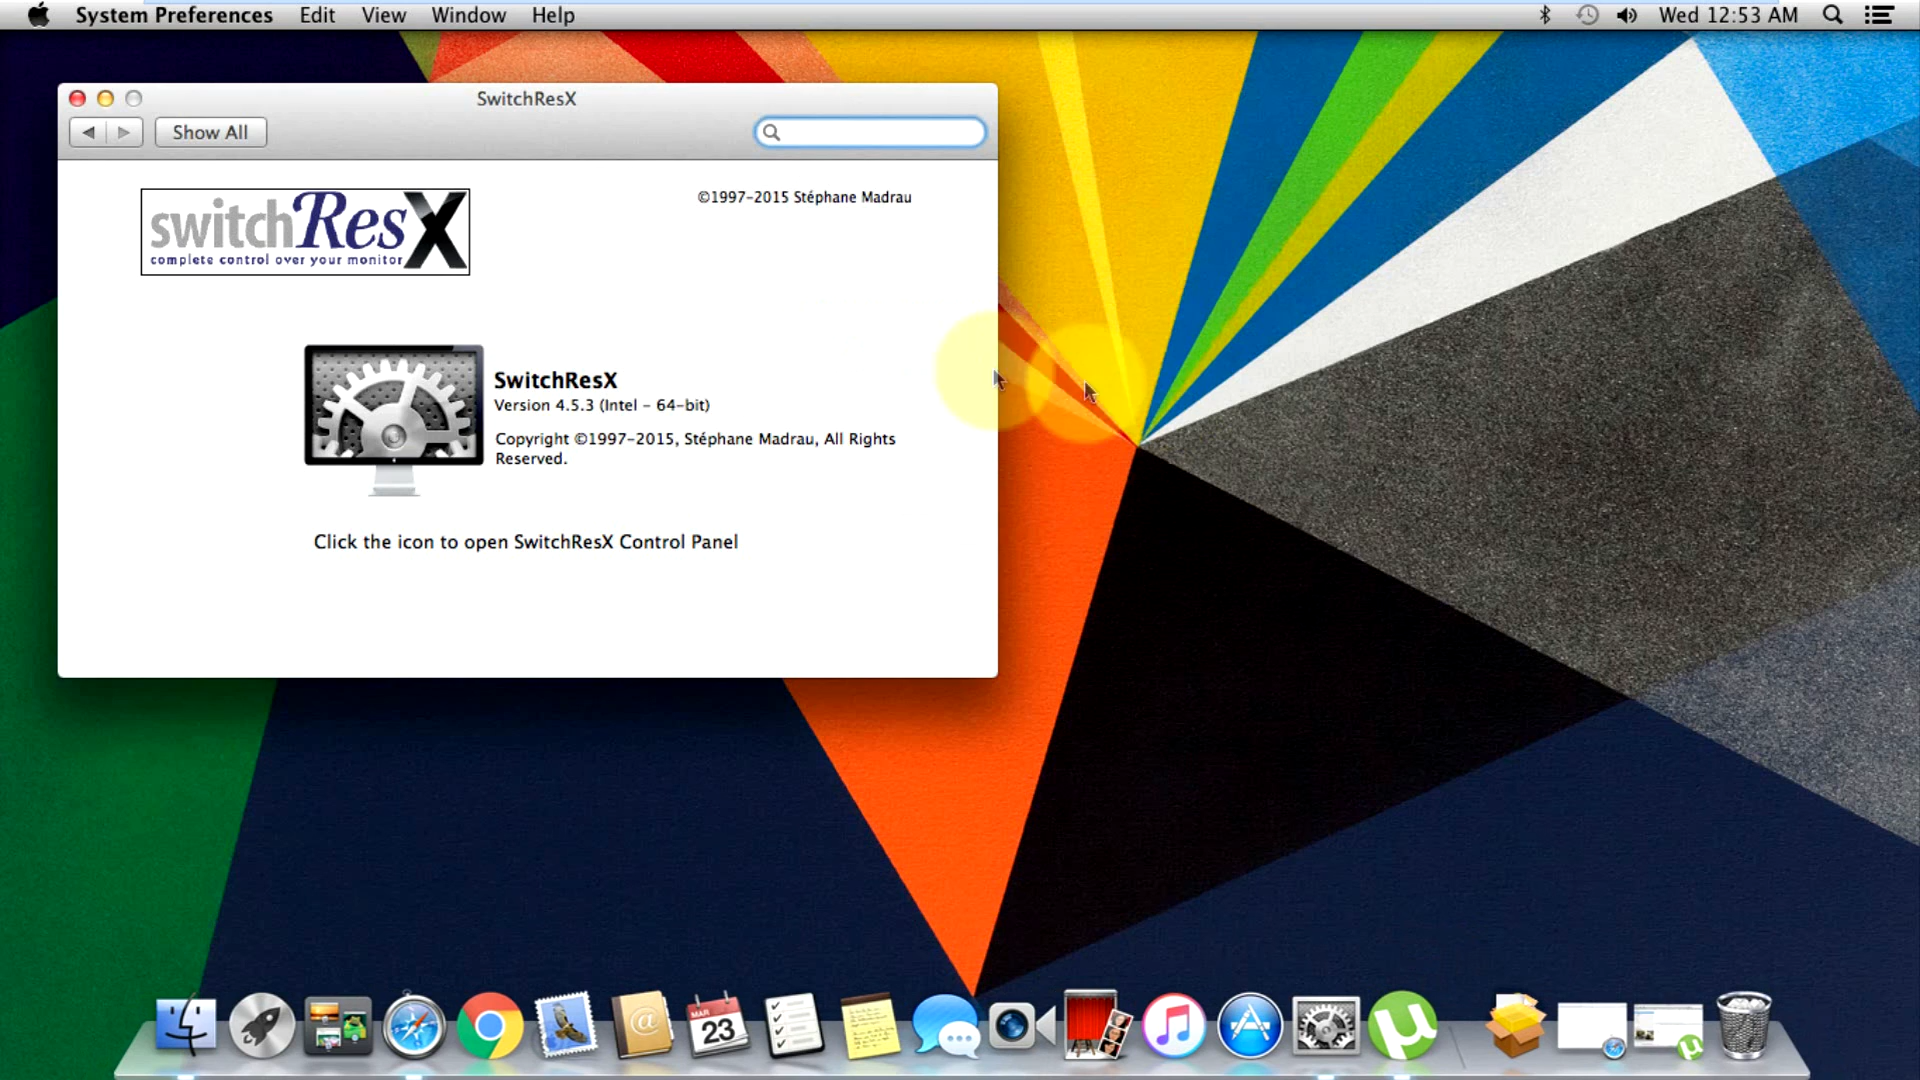 System Preferences Edit View Window Help Wed 12:53 AM
SwitchResX
Show All
switchResX
complete control over your monitor
©1997-2015 Stéphane Madrau
SwitchResX
Version 4.5.3 (Intel - 64-bit)
Copyright ©1997-2015, Stéphane Madrau, All Rights
Reserved.
Click the icon to open SwitchResX Control Panel
MAR
23